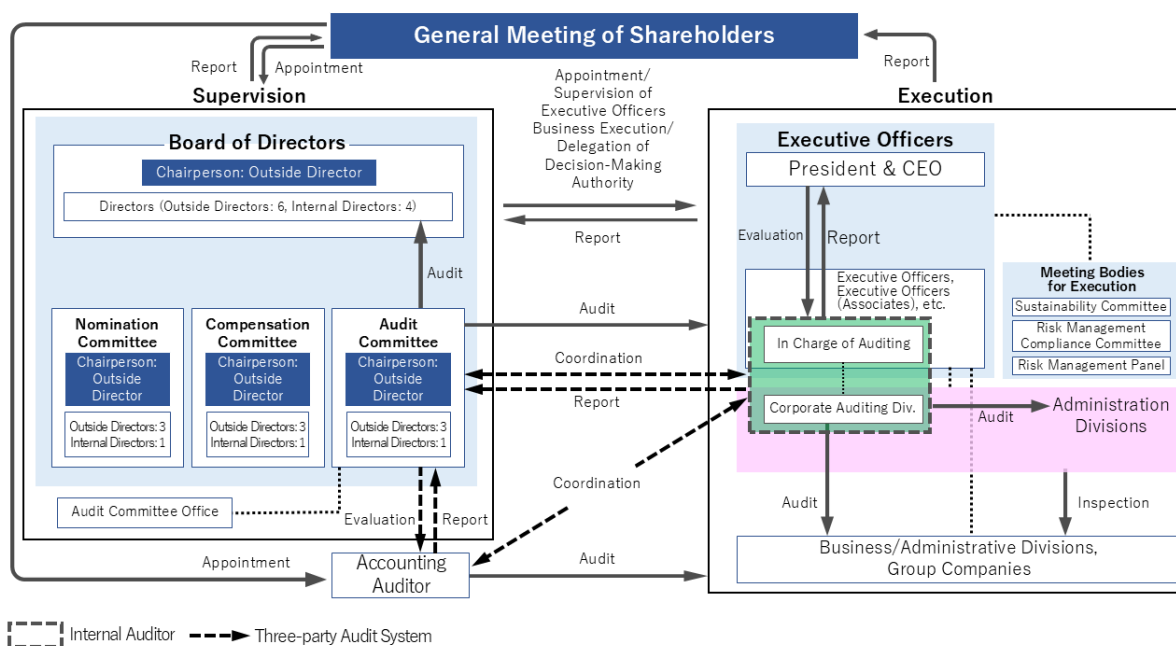 General Meeting of Shareholders
Report
Appointment
Report
Supervision
Appointment/
Supervision of
Executive Officers
Business Execution/
Delegation of
Decision-Making
Authority
Execution
Board of Directors
Chairperson: Outside Director
Directors (Outside Directors: 6, Internal Directors: 4)
Report
Audit
Executive Officers
President & CEO
Evaluation
Report
Executive Officers,
Executive Officers
(Associates), etc.
Meeting Bodies
for Execution
Sustainability Committee
Risk Management
Compliance Committee
Risk Management Panel
Nomination
Committee
Chairperson:
Outside
Director
Outside Directors: 3
Internal Directors: 1
Compensation
Committee
Chairperson:
Outside
Director
Outside Directors: 3
Internal Directors: 1
Audit
Committee
Chairperson:
Outside
Director
Outside Directors: 3
Internal Directors: 1
Audit
Coordination
Report
In Charge of Auditing
Corporate Auditing Div.
Audit
Administration
Divisions
Coordination
Audit Committee Office
Evaluation
Report
Audit
Inspection
Appointment
Accounting
Auditor
Audit
Business/Administrative Divisions,
Group Companies
Internal Auditor
Three-party Audit System